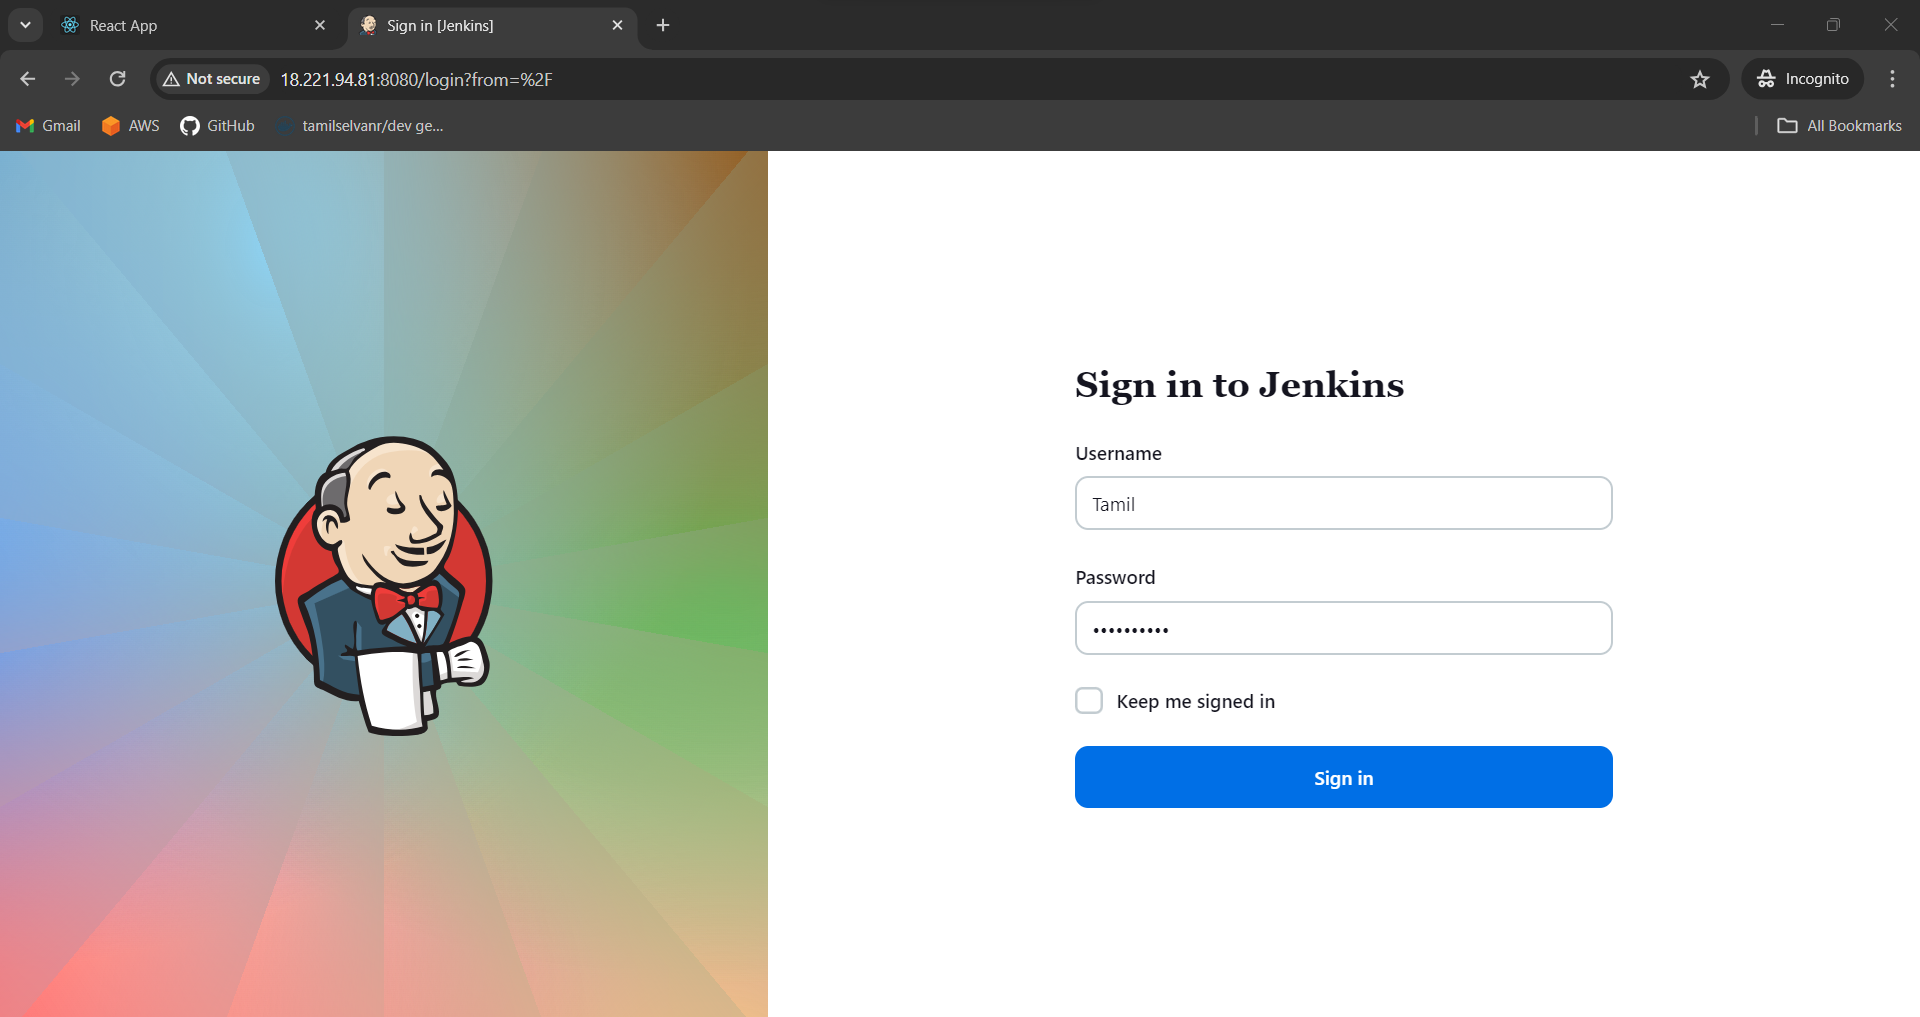 React App
Sign in [Jenkins]
Not secure
18.221.94.81:8080/login?from=%2F
Incognito
Gmail
AWS
GitHub
tamilselvanr/dev ge...
All Bookmarks
Sign in to Jenkins
Username
Tamil
Password
••••••••••
Keep me signed in
Sign in